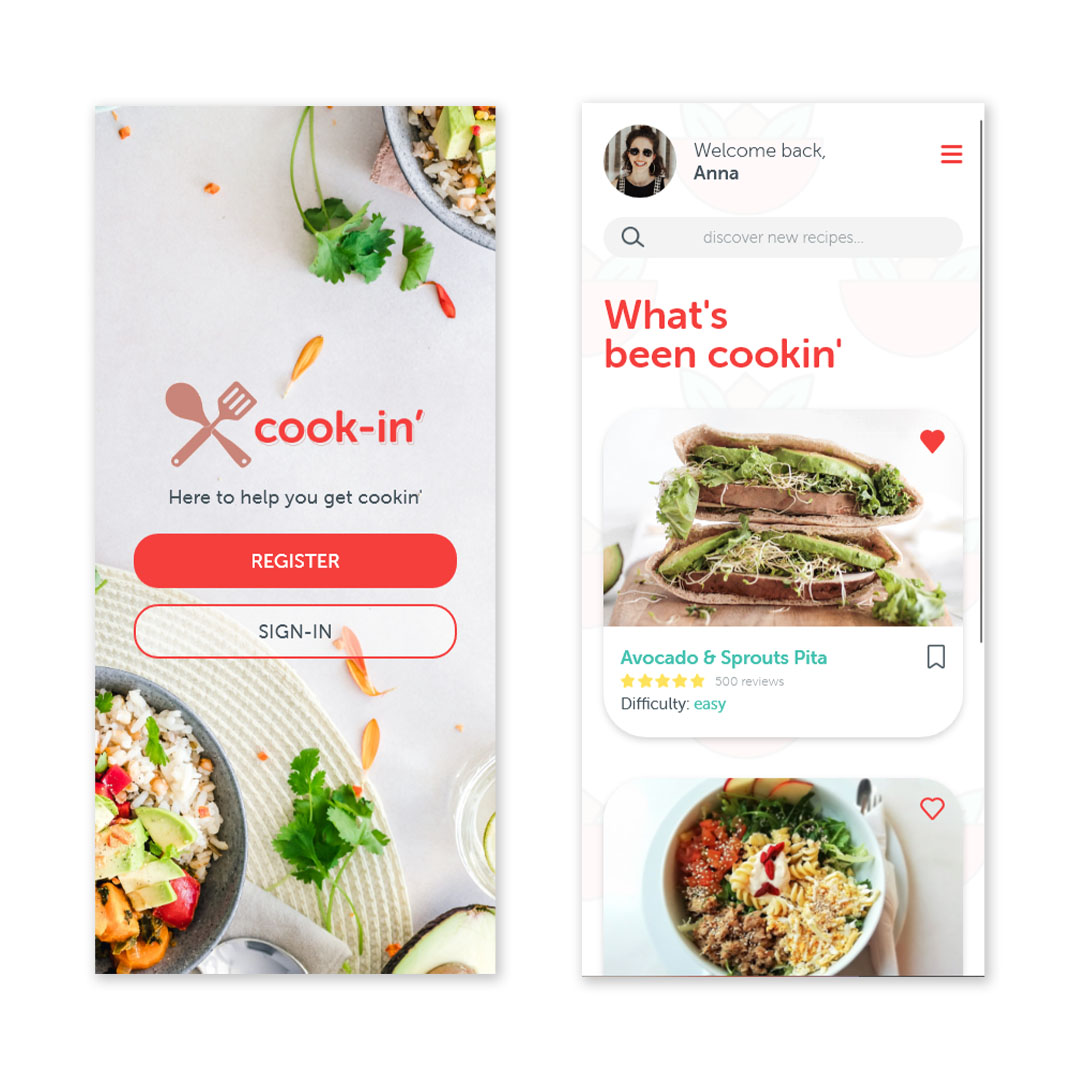 cook-in’
Here to help you get cookin’
REGISTER
SIGN-IN
Welcome back,
Anna
discover new recipes...
What's
been cookin'
Avocado & Sprouts Pita
500 reviews
Difficulty: easy